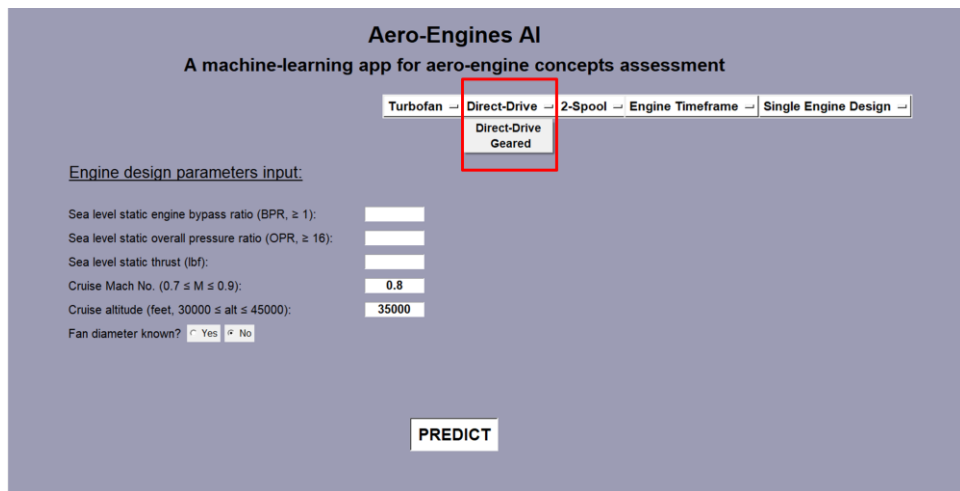 Aero-Engines AI
A machine-learning app for aero-engine concepts assessment
Turbofan Direct-Drive 2-Spool Engine Timeframe Single Engine Design
Direct-Drive
Geared
Engine design parameters input:
Sea level static engine bypass ratio (BPR, ≥ 1):
Sea level static overall pressure ratio (OPR, ≥ 16):
Sea level static thrust (lbf):
Cruise Mach No. (0.7 ≤ M ≤ 0.9): 0.8
Cruise altitude (feet, 30000 ≤ alt ≤ 45000): 35000
Fan diameter known? Yes No
PREDICT